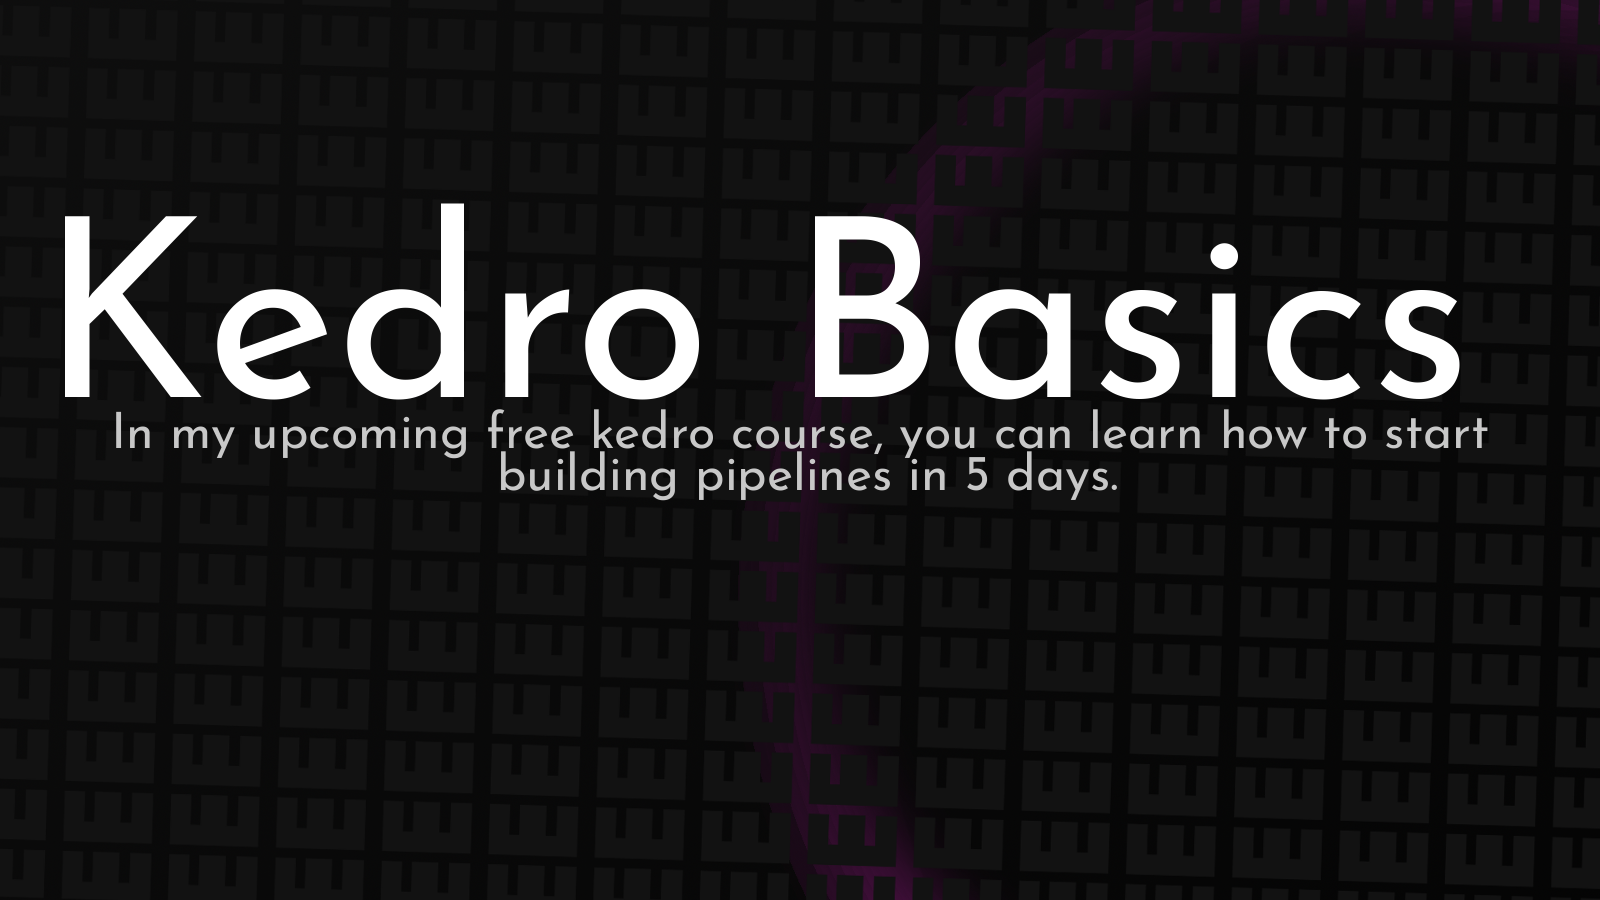 Kedro Basics
In my upcoming free kedro course, you can learn how to start
building pipelines in 5 days.